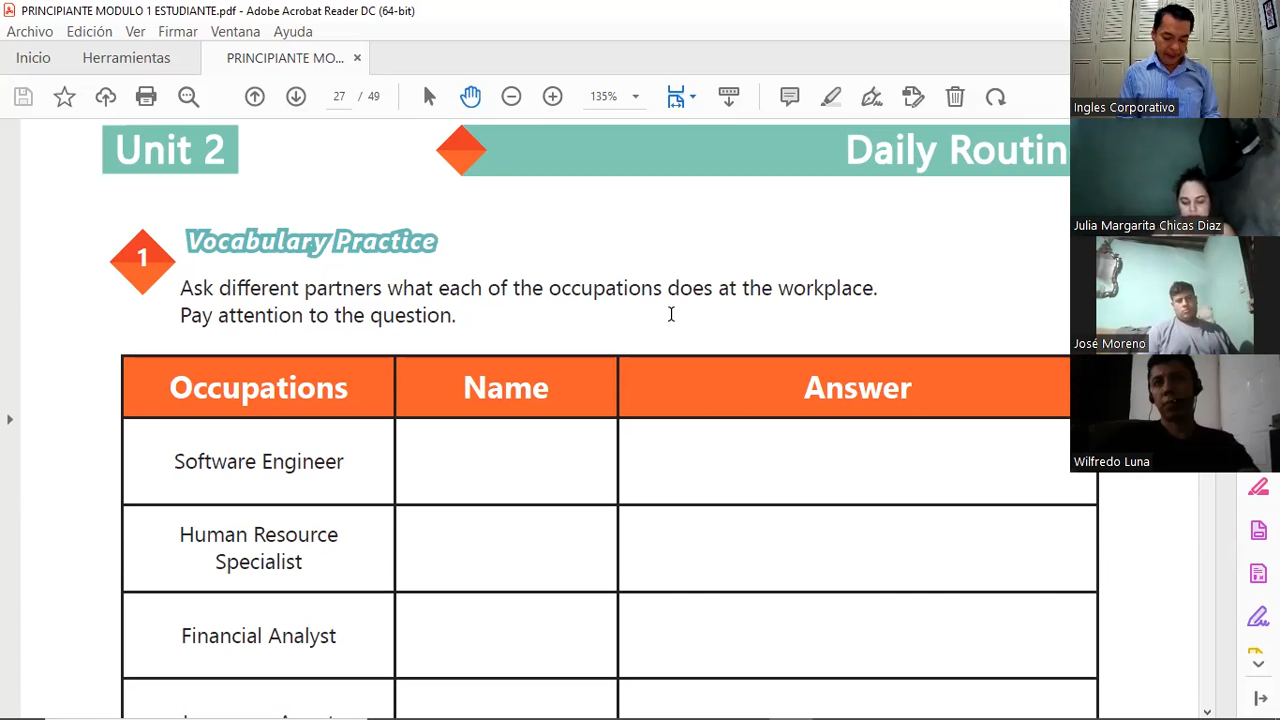 PRINCIPIANTE MODULO 1 ESTUDIANTE.pdf - Adobe Acrobat Reader DC (64-bit)
Archivo Edición Ver Firmar Ventana Ayuda
Inicio Herramientas PRINCIPIANTE MO... ×
27 / 49 135%
Unit 2 Daily Routin
1 Vocabulary Practice
Ask different partners what each of the occupations does at the workplace.
Pay attention to the question.
Occupations Name Answer
Software Engineer
Human Resource
Specialist
Financial Analyst
Ingles Corporativo
Julia Margarita Chicas Diaz
José Moreno
Wilfredo Luna